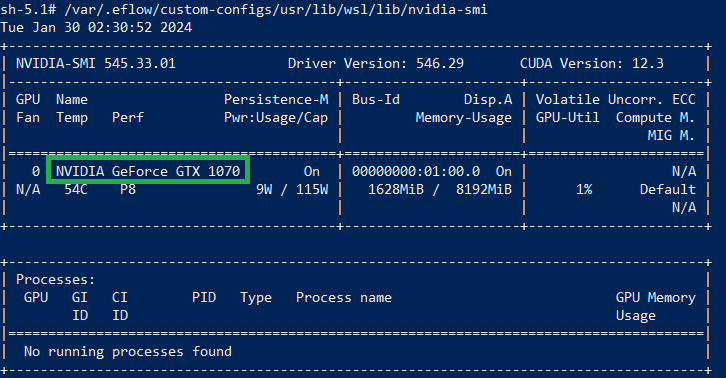 sh-5.1# /var/.eflow/custom-configs/usr/lib/wsl/lib/nvidia-smi
Tue Jan 30 02:30:52 2024
+---------------------------------------------------------------------------------------+
| NVIDIA-SMI 545.33.01              Driver Version: 546.29       CUDA Version: 12.3     |
|-----------------------------------------+----------------------+----------------------+
| GPU  Name                 Persistence-M | Bus-Id        Disp.A | Volatile Uncorr. ECC |
| Fan  Temp   Perf          Pwr:Usage/Cap |         Memory-Usage | GPU-Util  Compute M. |
|                                         |                      |               MIG M. |
|=========================================+======================+======================|
|   0  NVIDIA GeForce GTX 1070        On  | 00000000:01:00.0  On |                  N/A |
| N/A   54C    P8               9W / 115W |   1628MiB /  8192MiB |      1%      Default |
|                                         |                      |                  N/A |
+-----------------------------------------+----------------------+----------------------+
+---------------------------------------------------------------------------------------+
| Processes:                                                                            |
|  GPU   GI   CI        PID   Type   Process name                            GPU Memory |
|        ID   ID                                                             Usage      |
|=======================================================================================|
|  No running processes found                                                           |
+---------------------------------------------------------------------------------------+